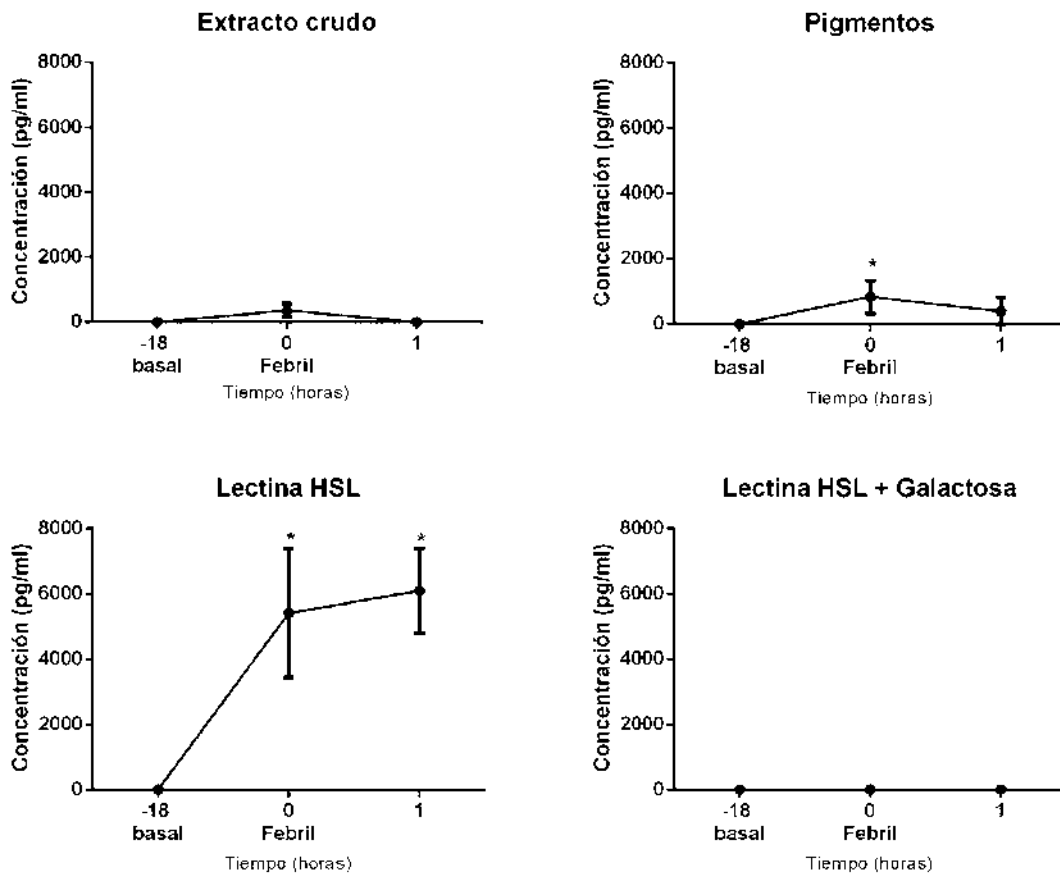 Extracto crudo
Concentración (pg/ml)
8000
6000
4000
2000
0
-18
0
1
basal
Febril
Tiempo (horas)
Pigmentos
Concentración (pg/ml)
8000
6000
4000
2000
0
*
-18
0
1
basal
Febril
Tiempo (horas)
Lectina HSL
Concentración (pg/ml)
8000
6000
4000
2000
0
*
*
-18
0
1
basal
Febril
Tiempo (horas)
Lectina HSL + Galactosa
Concentración (pg/ml)
8000
6000
4000
2000
0
-18
0
1
basal
Febril
Tiempo (horas)